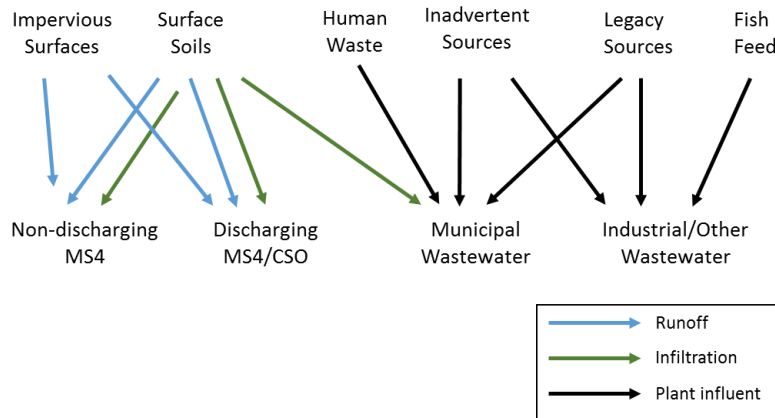 Impervious
Surfaces
Surface
Soils
Human
Waste
Inadvertent
Sources
Legacy
Sources
Fish
Feed
Non-discharging
MS4
Discharging
MS4/CSO
Municipal
Wastewater
Industrial/Other
Wastewater
Runoff
Infiltration
Plant influent